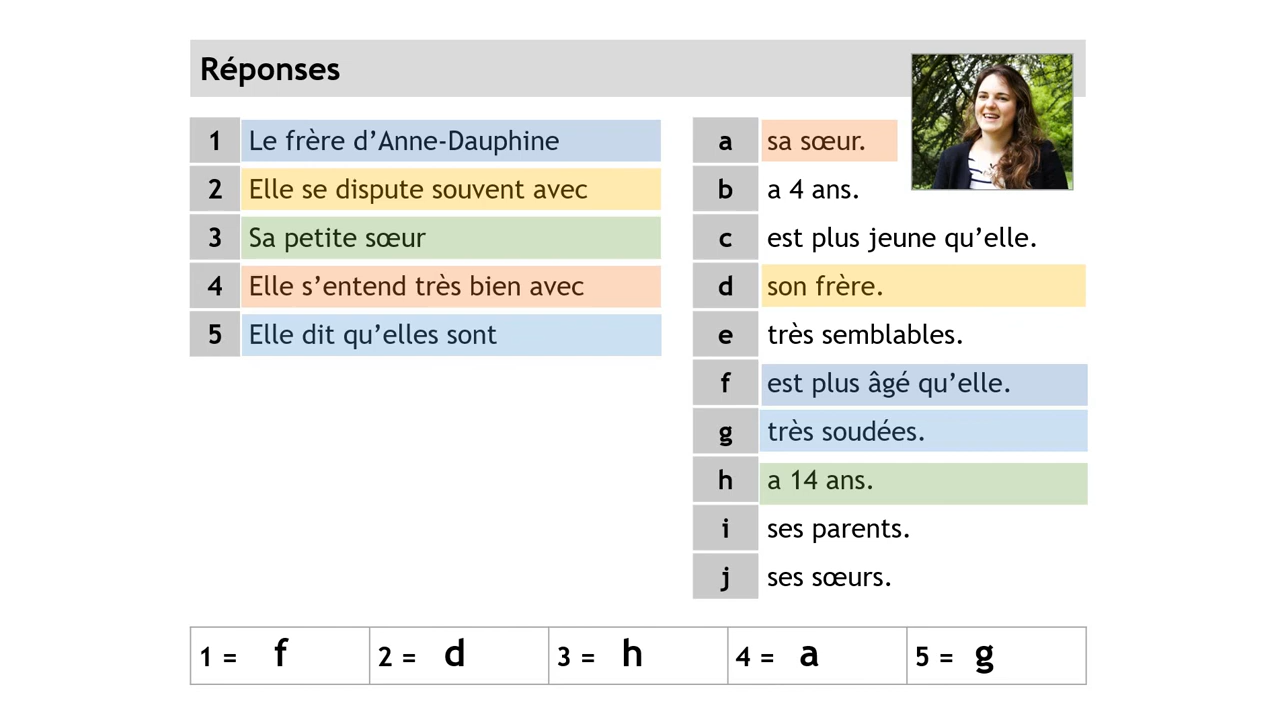 Réponses
1 Le frère d’Anne-Dauphine
2 Elle se dispute souvent avec
3 Sa petite sœur
4 Elle s’entend très bien avec
5 Elle dit qu’elles sont
a sa sœur.
b a 4 ans.
c est plus jeune qu’elle.
d son frère.
e très semblables.
f est plus âgé qu’elle.
g très soudées.
h a 14 ans.
i ses parents.
j ses sœurs.
1 = f 2 = d 3 = h 4 = a 5 = g